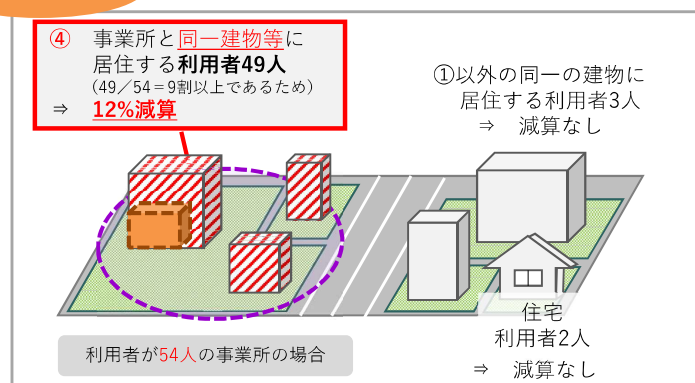 ④ 事業所と同一建物等に
居住する利用者49人
（49／54＝9割以上であるため）
⇒ 12%減算
①以外の同一の建物に
居住する利用者3人
⇒ 減算なし
住宅
利用者2人
⇒ 減算なし
利用者が54人の事業所の場合